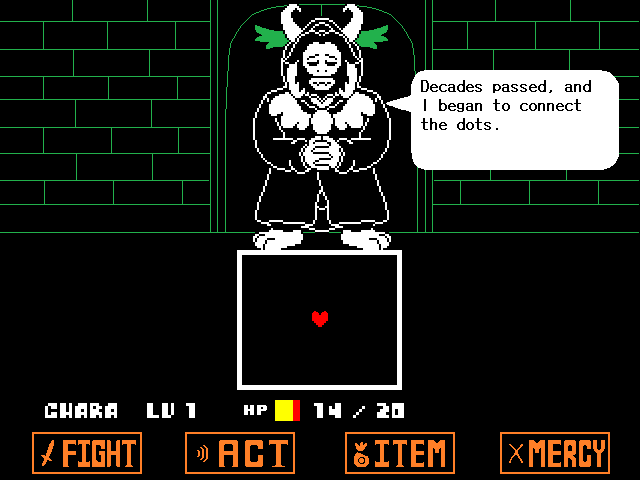 Decades passed, and
I began to connect
the dots.
CHARA LV 1 HP 14 / 20
FIGHT ACT ITEM MERCY